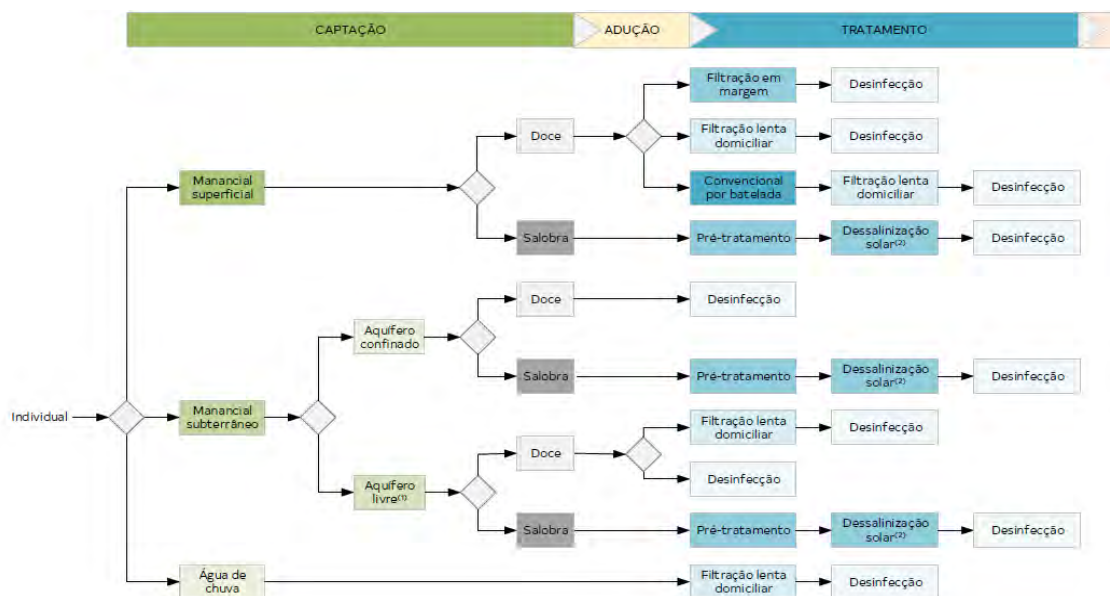 CAPTAÇÃO
ADUÇÃO
TRATAMENTO
Filtração em
margem
Desinfecção
Doce
Filtração lenta
domiciliar
Desinfecção
Manancial
superficial
Convencional
por batelada
Filtração lenta
domiciliar
Desinfecção
Salobra
Pré-tratamento
Dessalinização
solar(2)
Desinfecção
Doce
Desinfecção
Aquífero
confinado
Salobra
Pré-tratamento
Dessalinização
solar(2)
Desinfecção
Individual
Manancial
subterrâneo
Filtração lenta
domiciliar
Desinfecção
Doce
Desinfecção
Aquífero
livre(1)
Salobra
Pré-tratamento
Dessalinização
solar(2)
Desinfecção
Água de
chuva
Filtração lenta
domiciliar
Desinfecção